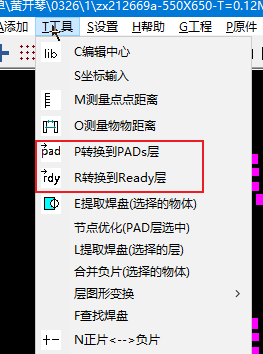 单\黄开琴\0326\1\zx212669a-550X650-T=0.12M
A添加 T工具 S设置 H黄开 G工程 P原件
lib C编辑中心
S坐标输入
M测量点点距离
O测量物物距离
pad P转换到PADs层
rdy R转换到Ready层
E提取焊盘(选择的物体)
节点优化(PAD层选中)
L提取焊盘(选择的层)
合并负片(选择的物体)
层图形变换
F查找焊盘
N正片<-->负片